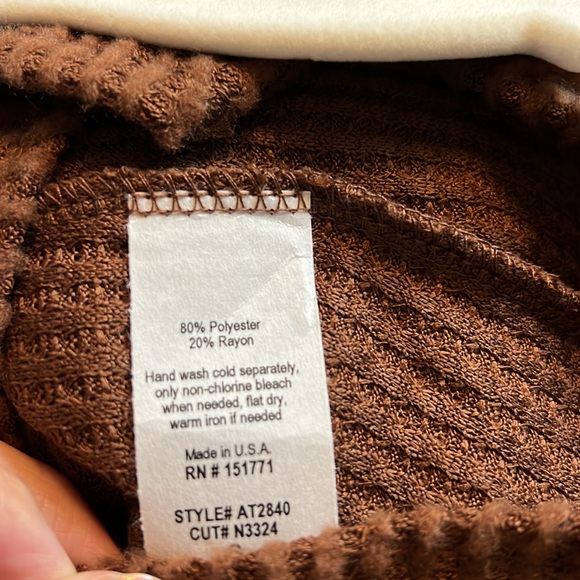 80% Polyester
20% Rayon
Hand wash cold separately,
only non-chlorine bleach
when needed, flat dry,
warm iron if needed
Made in U.S.A.
RN # 151771
STYLE# AT2840
CUT# N3324